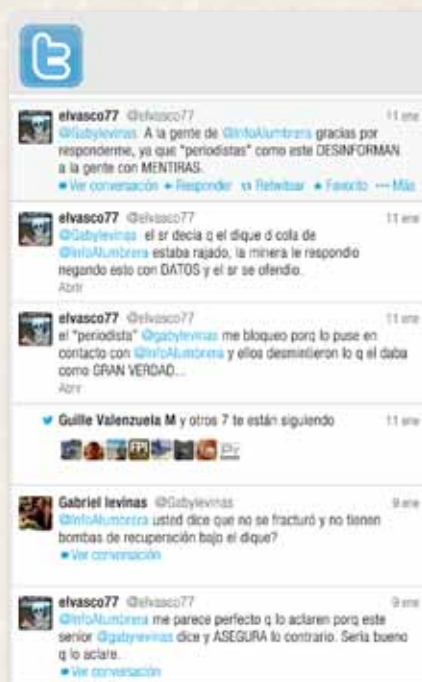 elvasco77 @elvasco77 11 ene
@Gabylevinas A la gente de @InfoAlumbrera gracias por
responderme, ya que "periodistas" como este DESINFORMAN
a la gente con MENTIRAS.
Ver conversación Responder Retwitear Favorito ••• Más
elvasco77 @elvasco77 11 ene
@Gabylevinas el sr decia q el dique d cola de
@InfoAlumbrera estaba rajado, la minera le respondio
negando esto con DATOS y el sr se ofendio.
Abrir
elvasco77 @elvasco77 11 ene
el "periodista" @gabylevinas me bloqueo porq lo puse en
contacto con @InfoAlumbrera y ellos desmintieron lo q el daba
como GRAN VERDAD...
Abrir
Guille Valenzuela M y otros 7 te están siguiendo 11 ene
Gabriel levinas @Gabylevinas 9 ene
@InfoAlumbrera usted dice que no se fracturó y no tienen
bombas de recuperación bajo el dique?
Ver conversación
elvasco77 @elvasco77 9 ene
@InfoAlumbrera me parece perfecto q lo aclaren porq este
senior @gabylevinas dice y ASEGURA lo contrario. Seria bueno
q lo aclare.
Ver conversación